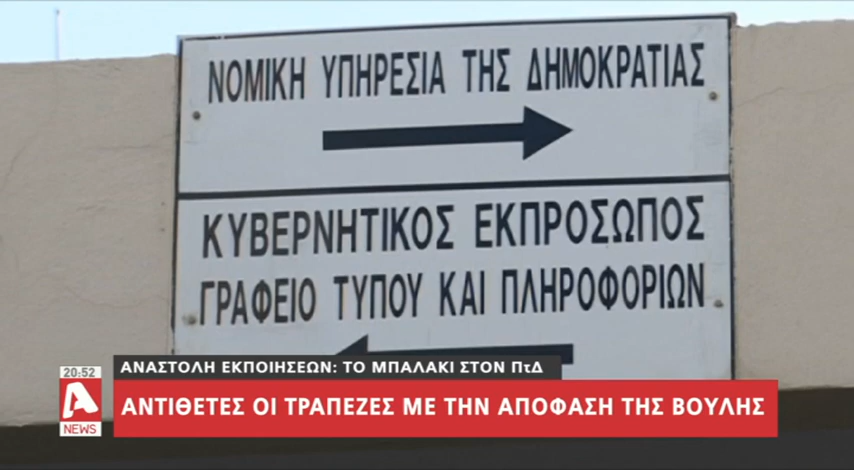 ΝΟΜΙΚΗ ΥΠΗΡΕΣΙΑ ΤΗΣ ΔΗΜΟΚΡΑΤΙΑΣ
ΚΥΒΕΡΝΗΤΙΚΟΣ ΕΚΠΡΟΣΩΠΟΣ
ΓΡΑΦΕΙΟ ΤΥΠΟΥ ΚΑΙ ΠΛΗΡΟΦΟΡΙΩΝ
20:52
ΑΝΑΣΤΟΛΗ ΕΚΠΟΙΗΣΕΩΝ: ΤΟ ΜΠΑΛΑΚΙ ΣΤΟΝ ΠτΔ
A
NEWS
ΑΝΤΙΘΕΤΕΣ ΟΙ ΤΡΑΠΕΖΕΣ ΜΕ ΤΗΝ ΑΠΟΦΑΣΗ ΤΗΣ ΒΟΥΛΗΣ